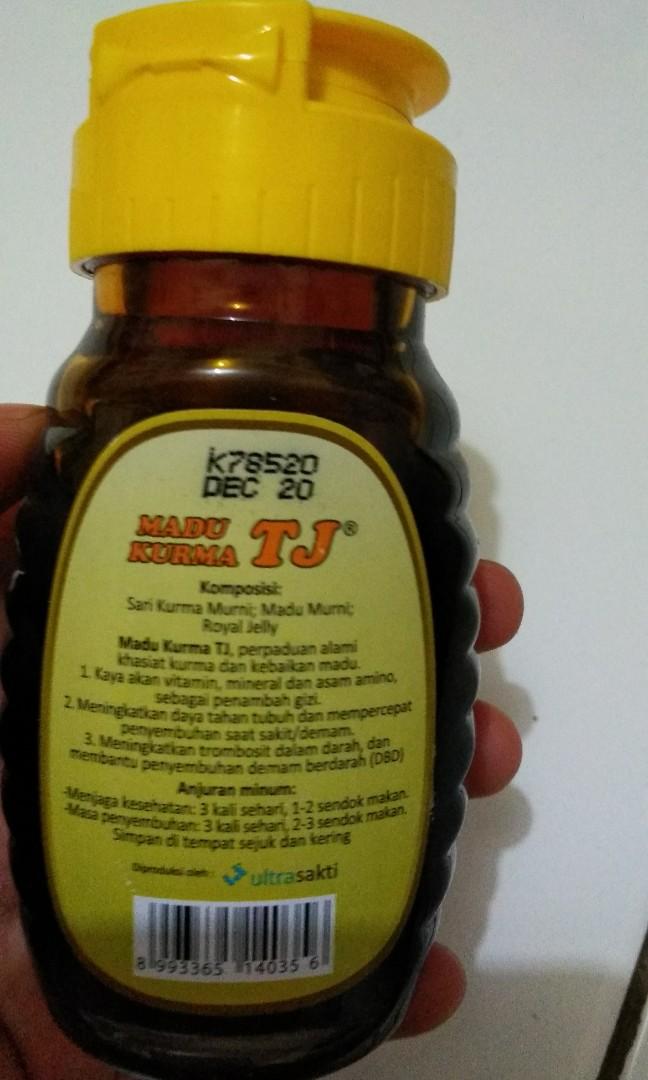 K78520
DEC 20
MADU
KURMA TJ®
Komposisi:
Sari Kurma Murni; Madu Murni;
Royal Jelly
Madu Kurma TJ, perpaduan alami
khasiat kurma dan kebaikan madu.
1. Kaya akan vitamin, mineral dan asam amino,
sebagai penambah gizi.
2. Meningkatkan daya tahan tubuh dan mempercepat
penyembuhan saat sakit/demam.
3. Meningkatkan trombosit dalam darah, dan
membantu penyembuhan demam berdarah (DBD)
Anjuran minum:
-Menjaga kesehatan: 3 kali sehari, 1-2 sendok makan.
-Masa penyembuhan: 3 kali sehari, 2-3 sendok makan.
Simpan di tempat sejuk dan kering
Diproduksi oleh: ultrasakti
8 993365 14035 6